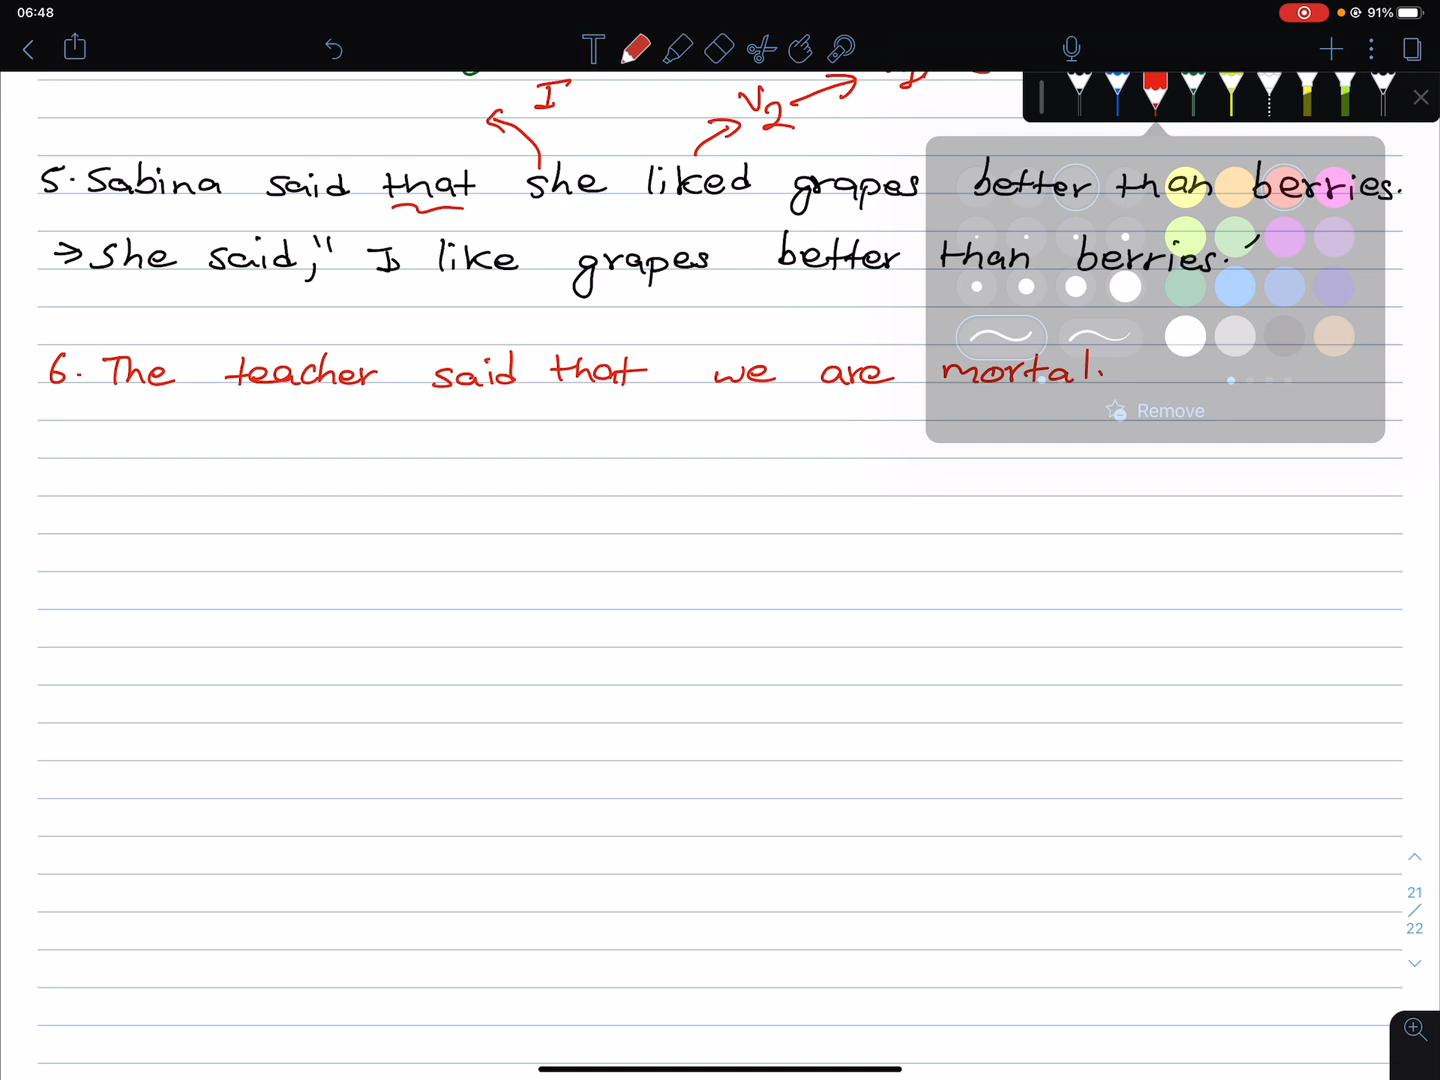 06:48
91%
I
V2
5. Sabina said that she liked grapes better than berries.
⇒ She said," I like grapes better than berries.'
6. The teacher said that we are mortal.
Remove
21
/
22